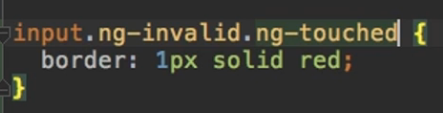 input.ng-invalid.ng-touched {
border: 1px solid red;
}